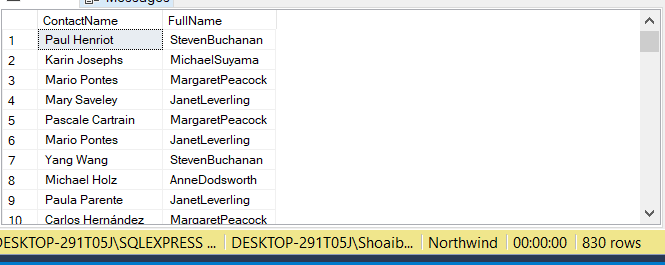 Messages
ContactName FullName
1 Paul Henriot StevenBuchanan
2 Karin Josephs MichaelSuyama
3 Mario Pontes MargaretPeacock
4 Mary Saveley JanetLeverling
5 Pascale Cartrain MargaretPeacock
6 Mario Pontes JanetLeverling
7 Yang Wang StevenBuchanan
8 Michael Holz AnneDodsworth
9 Paula Parente JanetLeverling
10 Carlos Hernández MargaretPeacock
DESKTOP-291T05J\SQLEXPRESS ... DESKTOP-291T05J\Shoaib... Northwind 00:00:00 830 rows